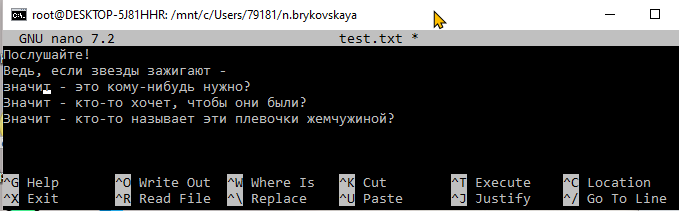 root@DESKTOP-5J81HHR: /mnt/c/Users/79181/n.brykovskaya
GNU nano 7.2 test.txt *
Послушайте!
Ведь, если звезды зажигают -
значит - это кому-нибудь нужно?
Значит - кто-то хочет, чтобы они были?
Значит - кто-то называет эти плевочки жемчужиной?
^G Help ^O Write Out ^W Where Is ^K Cut ^T Execute ^C Location
^X Exit ^R Read File ^\ Replace ^U Paste ^J Justify ^/ Go To Line